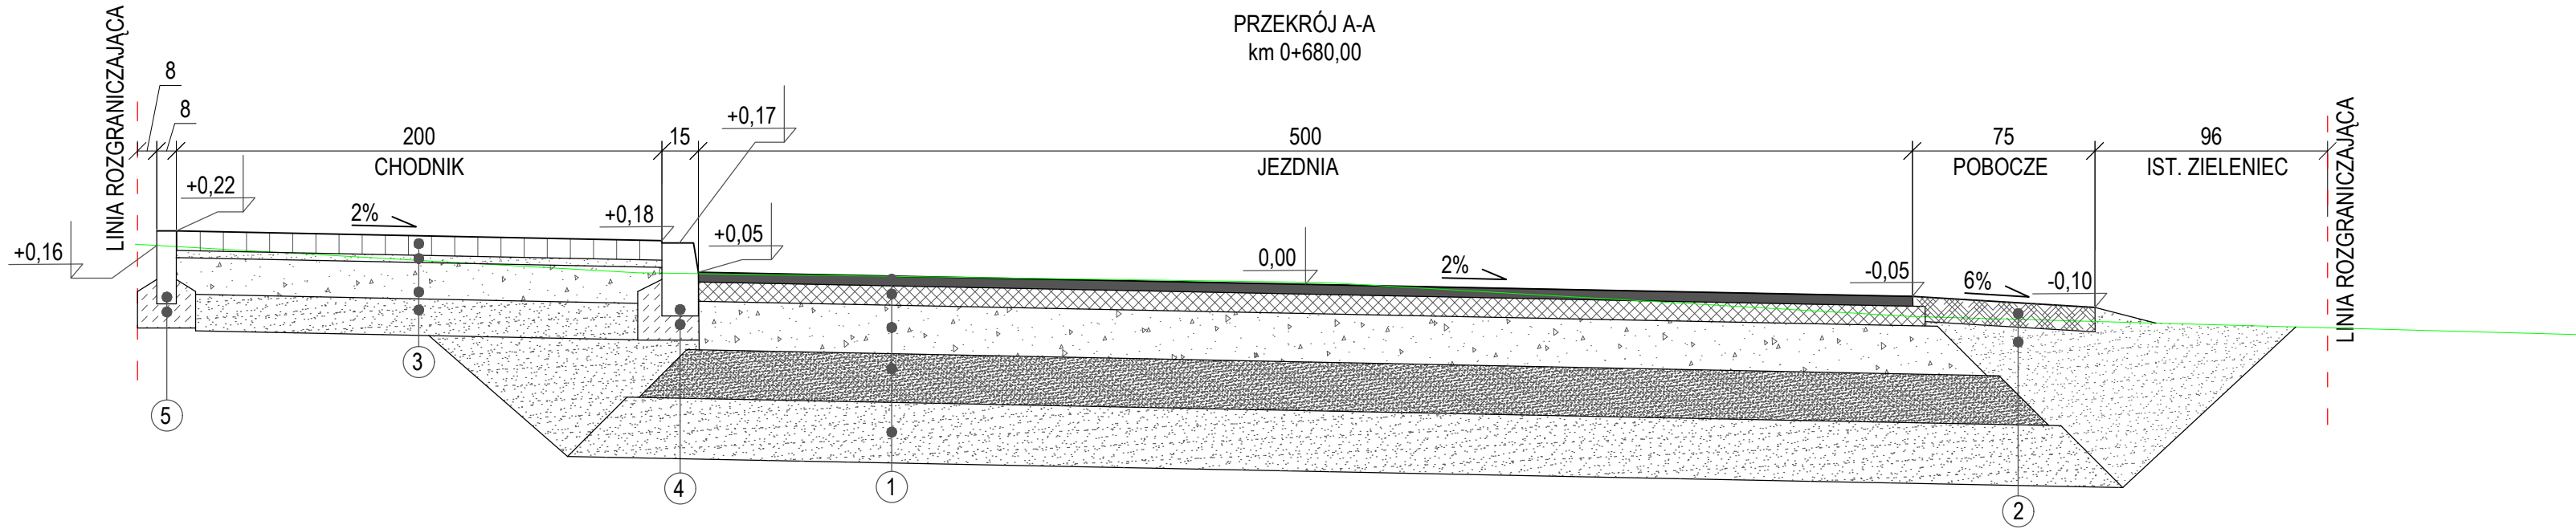 PRZEKRÓJ A-A
km 0+680,00
LINIA ROZGRANICZAJĄCA
8
8
200
CHODNIK
15
+0,17
500
JEZDNIA
75
POBOCZE
96
IST. ZIELENIEC
LINIA ROZGRANICZAJĄCA
+0,22
2%
+0,18
+0,16
+0,05
0,00
2%
-0,05
6%
-0,10
3
5
4
1
2